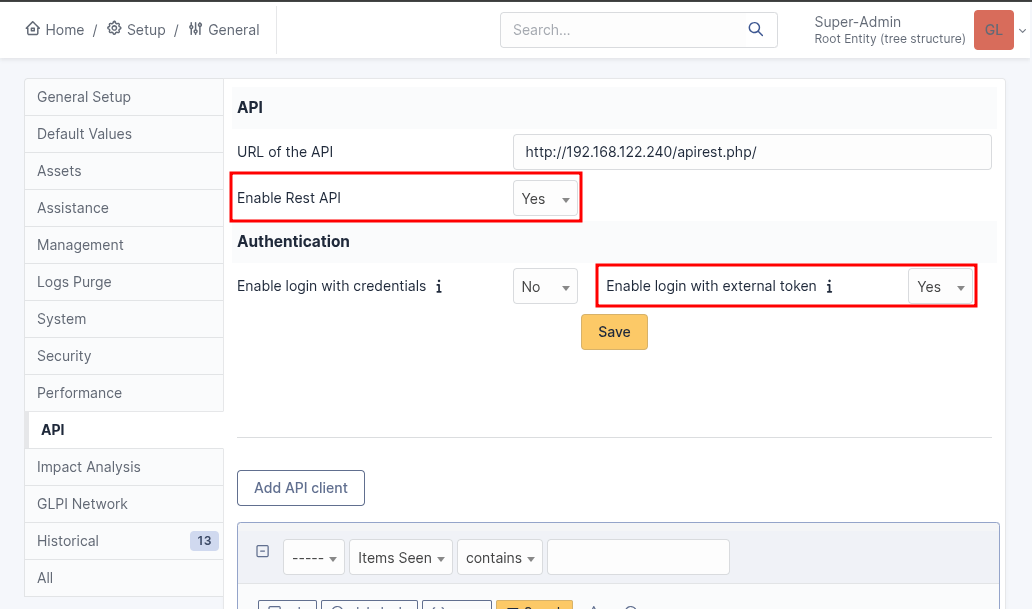 Home / Setup / General
Search...
Super-Admin
Root Entity (tree structure)
GL
General Setup
Default Values
Assets
Assistance
Management
Logs Purge
System
Security
Performance
API
Impact Analysis
GLPI Network
Historical 13
All
API
URL of the API http://192.168.122.240/apirest.php/
Enable Rest API Yes
Authentication
Enable login with credentials No Enable login with external token Yes
Save
Add API client
----- Items Seen contains